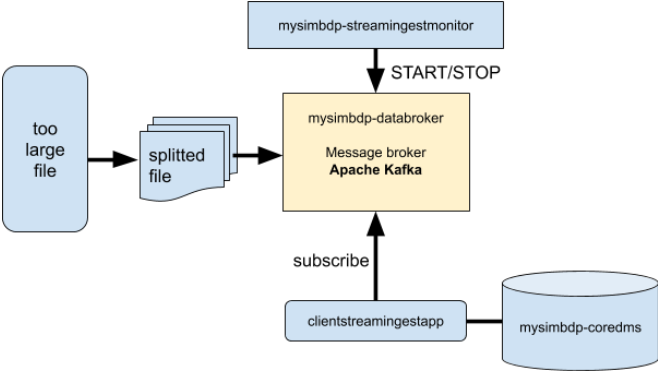 mysimbdp-streamingestmonitor
START/STOP
too
large
file
splitted
file
mysimbdp-databroker
Message broker
Apache Kafka
subscribe
clientstreamingestapp
mysimbdp-coredms